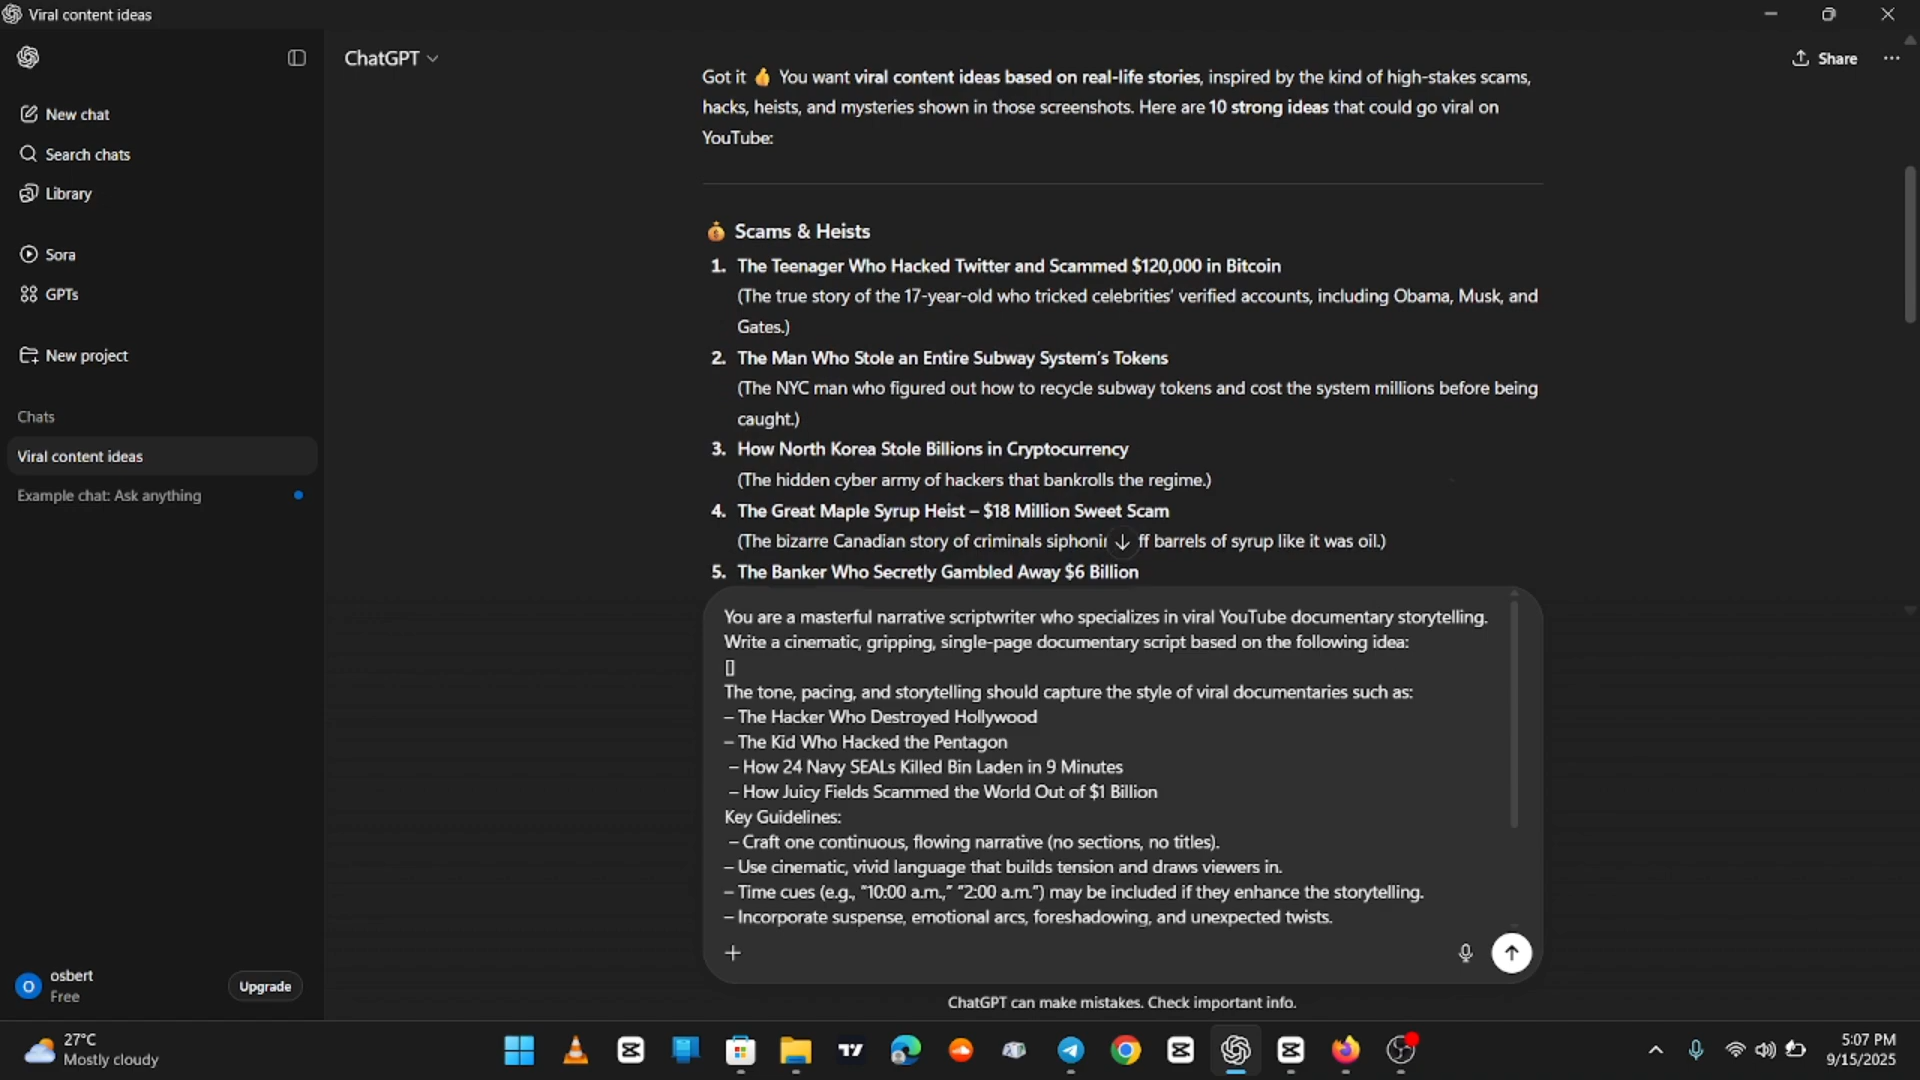 Viral content ideas
ChatGPT
Share
New chat
Search chats
Library
Sora
GPTs
New project
Chats
Viral content ideas
Example chat: Ask anything
osbert
Free
Upgrade
Got it 👍 You want viral content ideas based on real-life stories, inspired by the kind of high-stakes scams,
hacks, heists, and mysteries shown in those screenshots. Here are 10 strong ideas that could go viral on
YouTube:
💰 Scams & Heists
1. The Teenager Who Hacked Twitter and Scammed $120,000 in Bitcoin
(The true story of the 17-year-old who tricked celebrities' verified accounts, including Obama, Musk, and
Gates.)
2. The Man Who Stole an Entire Subway System's Tokens
(The NYC man who figured out how to recycle subway tokens and cost the system millions before being
caught.)
3. How North Korea Stole Billions in Cryptocurrency
(The hidden cyber army of hackers that bankrolls the regime.)
4. The Great Maple Syrup Heist – $18 Million Sweet Scam
(The bizarre Canadian story of criminals siphonin ff barrels of syrup like it was oil.)
5. The Banker Who Secretly Gambled Away $6 Billion
You are a masterful narrative scriptwriter who specializes in viral YouTube documentary storytelling.
Write a cinematic, gripping, single-page documentary script based on the following idea:
[]
The tone, pacing, and storytelling should capture the style of viral documentaries such as:
– The Hacker Who Destroyed Hollywood
– The Kid Who Hacked the Pentagon
– How 24 Navy SEALs Killed Bin Laden in 9 Minutes
– How Juicy Fields Scammed the World Out of $1 Billion
Key Guidelines:
– Craft one continuous, flowing narrative (no sections, no titles).
– Use cinematic, vivid language that builds tension and draws viewers in.
– Time cues (e.g., "10:00 a.m.," "2:00 a.m.") may be included if they enhance the storytelling.
– Incorporate suspense, emotional arcs, foreshadowing, and unexpected twists.
ChatGPT can make mistakes. Check important info.
27°C
Mostly cloudy
5:07 PM
9/15/2025